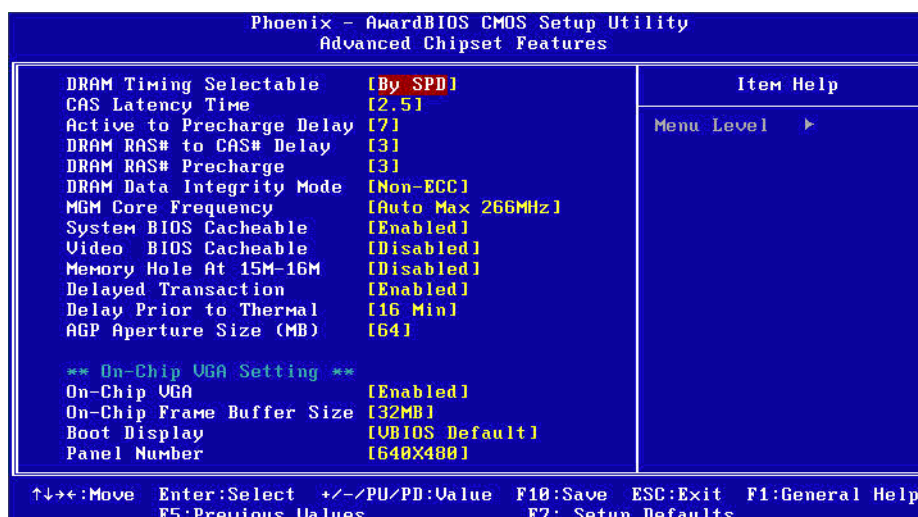 Phoenix - AwardBIOS CMOS Setup Utility
Advanced Chipset Features
DRAM Timing Selectable [By SPD]
CAS Latency Time [2.5]
Active to Precharge Delay [7]
DRAM RAS# to CAS# Delay [3]
DRAM RAS# Precharge [3]
DRAM Data Integrity Mode [Non-ECC]
MGM Core Frequency [Auto Max 266MHz]
System BIOS Cacheable [Enabled]
Video BIOS Cacheable [Disabled]
Memory Hole At 15M-16M [Disabled]
Delayed Transaction [Enabled]
Delay Prior to Thermal [16 Min]
AGP Aperture Size (MB) [64]
** On-Chip VGA Setting **
On-Chip VGA [Enabled]
On-Chip Frame Buffer Size [32MB]
Boot Display [VBIOS Default]
Panel Number [640X480]
Item Help
Menu Level ▶
↑↓→←:Move Enter:Select +/-/PU/PD:Value F10:Save ESC:Exit F1:General Help
F5:Previous Values F7: Setup Defaults